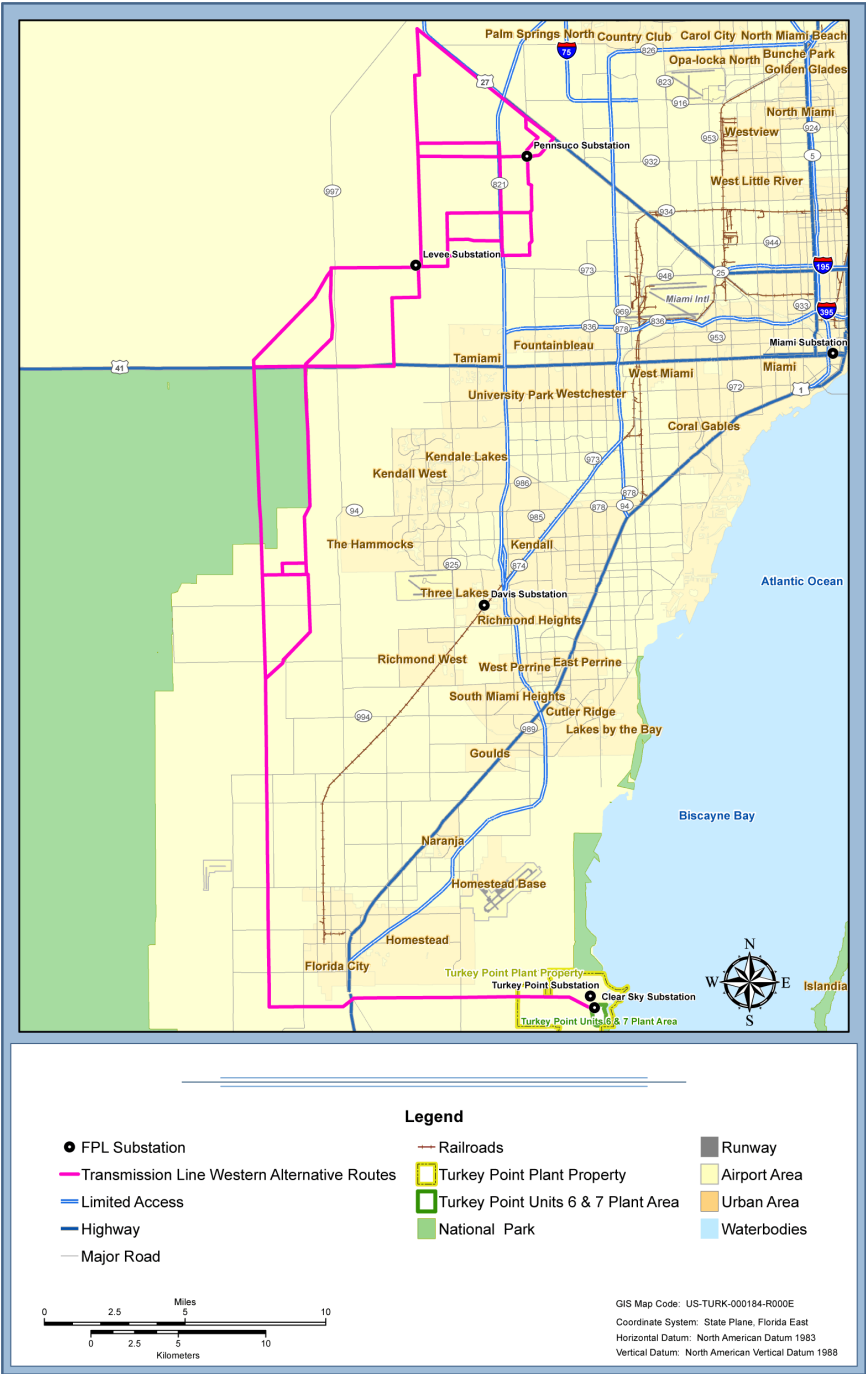 Palm Springs North
Country Club
Carol City
North Miami Beach
75
826
Opa-locka North
Bunche Park
Golden Glades
27
823
916
North Miami
953
Westview
924
Pennsuco Substation
932
5
821
West Little River
997
934
944
Levee Substation
973
948
25
195
Miami Intl
969
933
395
836
878
836
953
Fountainbleau
Miami Substation
Tamiami
41
West Miami
Miami
University Park
Westchester
972
1
Coral Gables
Kendale Lakes
973
Kendall West
986
878
94
985
878
94
The Hammocks
Kendall
825
874
Atlantic Ocean
Three Lakes
Davis Substation
Richmond Heights
Richmond West
West Perrine
East Perrine
South Miami Heights
994
Cutler Ridge
989
Lakes by the Bay
Goulds
Biscayne Bay
Naranja
Homestead Base
Homestead
Florida City
N
W
E
S
Turkey Point Plant Property
Turkey Point Substation
Clear Sky Substation
Islandia
Turkey Point Units 6 & 7 Plant Area
Legend
FPL Substation
Transmission Line Western Alternative Routes
Limited Access
Highway
Major Road
Railroads
Turkey Point Plant Property
Turkey Point Units 6 & 7 Plant Area
National Park
Runway
Airport Area
Urban Area
Waterbodies
Miles
0 2.5 5 10
0 2.5 5 10
Kilometers
GIS Map Code: US-TURK-000184-R000E
Coordinate System: State Plane, Florida East
Horizontal Datum: North American Datum 1983
Vertical Datum: North American Vertical Datum 1988